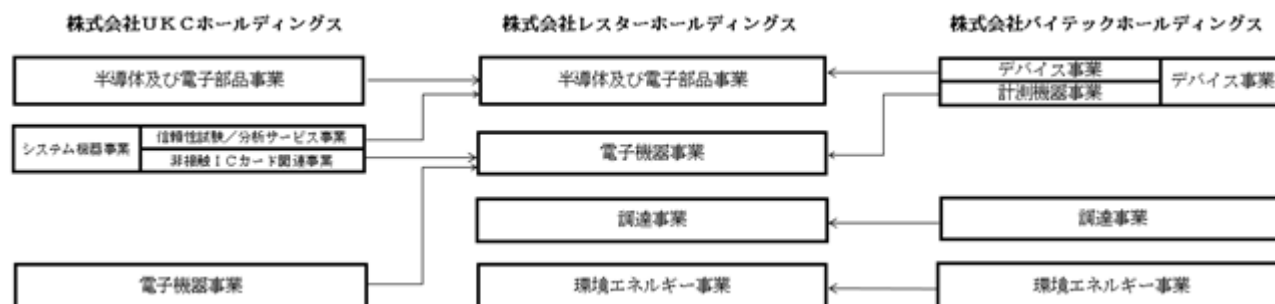 株式会社UKCホールディングス
株式会社レスターホールディングス
株式会社バイテックホールディングス
半導体及び電子部品事業
半導体及び電子部品事業
デバイス事業
計測機器事業
デバイス事業
システム機器事業
信頼性試験/分析サービス事業
非接触ICカード関連事業
電子機器事業
調達事業
調達事業
電子機器事業
環境エネルギー事業
環境エネルギー事業